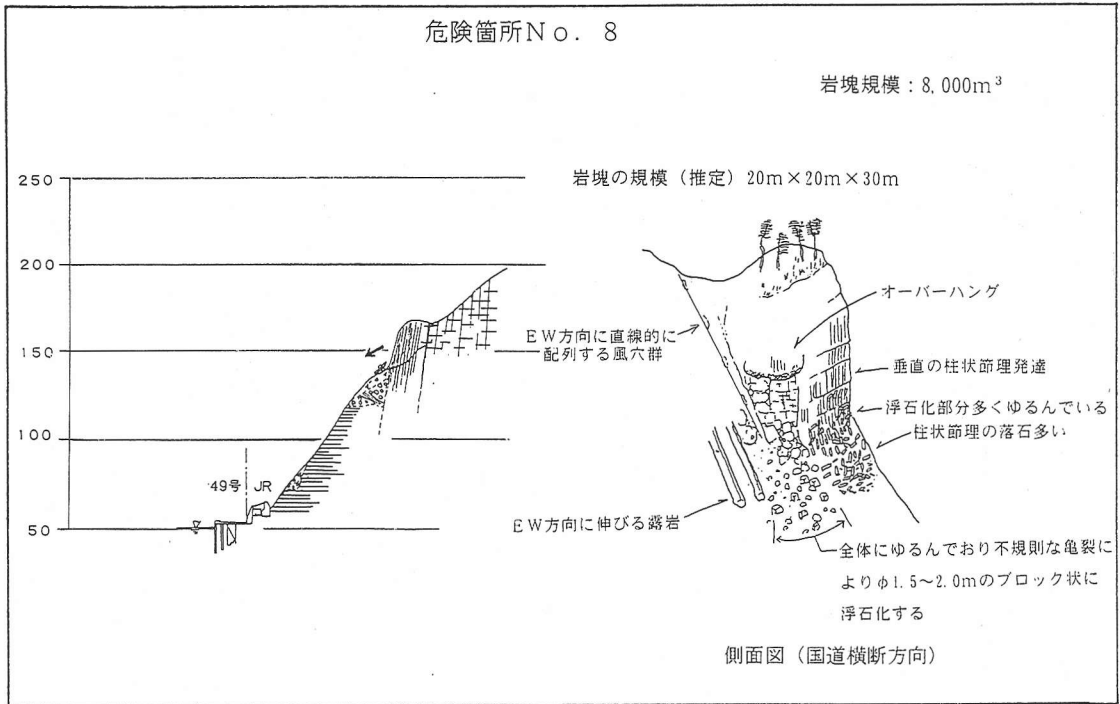 危険箇所No. 8
岩塊規模:8,000m³
岩塊の規模(推定)20m×20m×30m
250
200
150
100
50
49号
JR
オーバーハング
EW方向に直線的に
配列する風穴群
垂直の柱状節理発達
浮石化部分多くゆるんでいる
柱状節理の落石多い
EW方向に伸びる露岩
全体にゆるんでおり不規則な亀裂に
よりφ1.5~2.0mのブロック状に
浮石化する
側面図(国道横断方向)